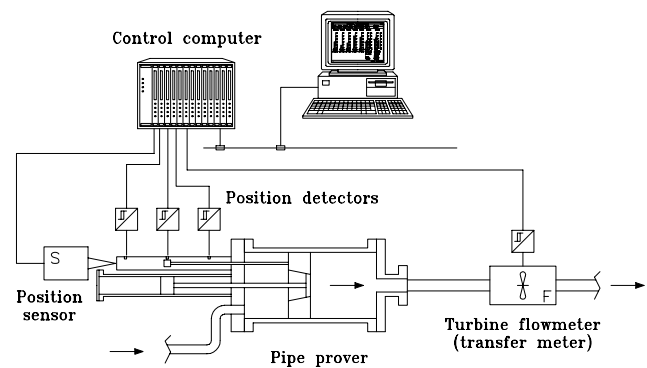 Control computer
Position detectors
S
Position
sensor
F
Turbine flowmeter
(transfer meter)
Pipe prover